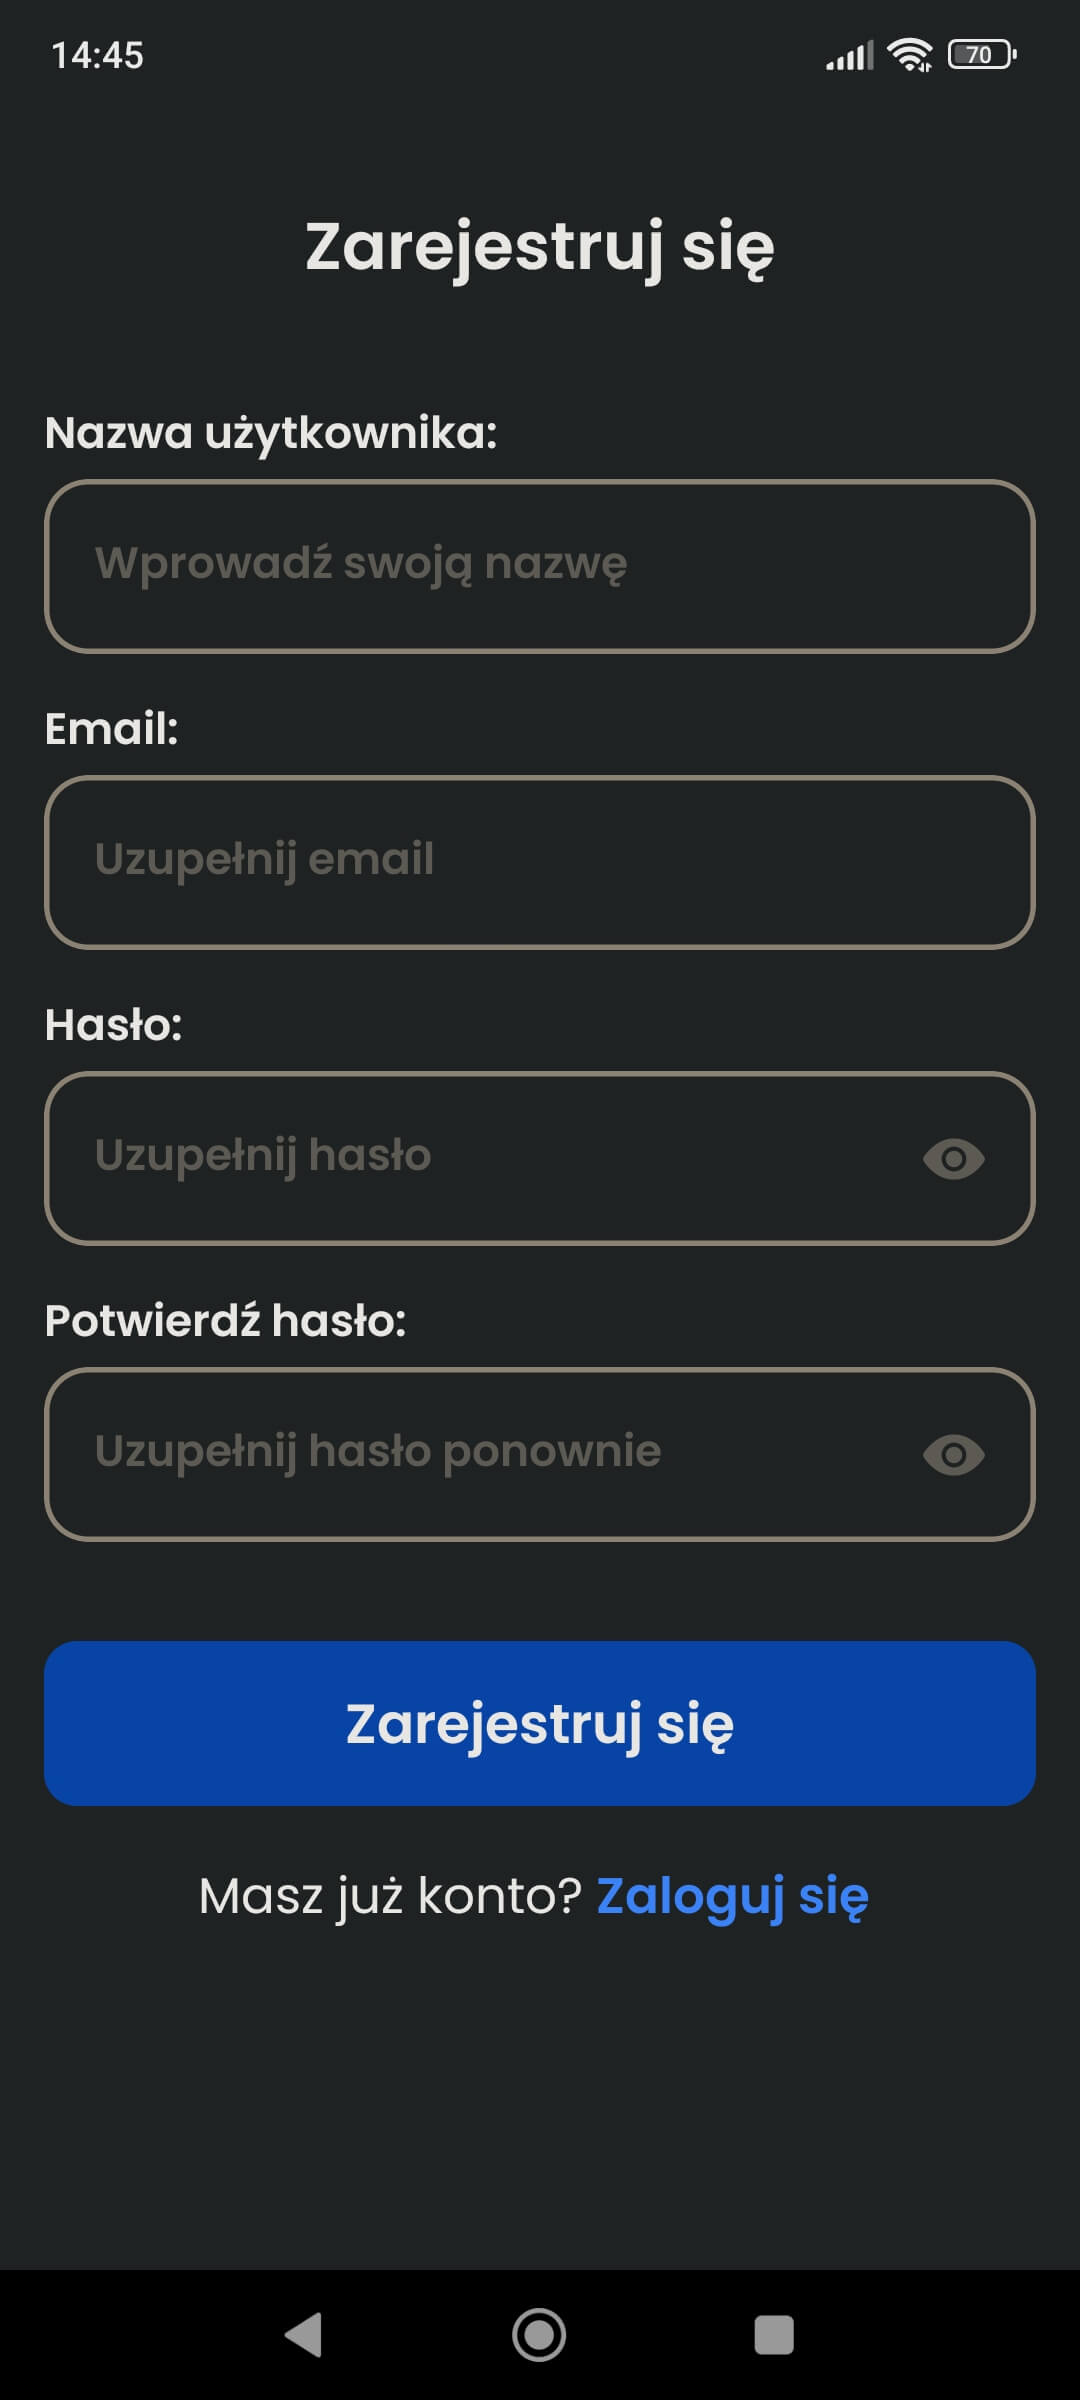 14:45
70
Zarejestruj się
Nazwa użytkownika:
Wprowadź swoją nazwę
Email:
Uzupełnij email
Hasło:
Uzupełnij hasło
Potwierdź hasło:
Uzupełnij hasło ponownie
Zarejestruj się
Masz już konto? Zaloguj się